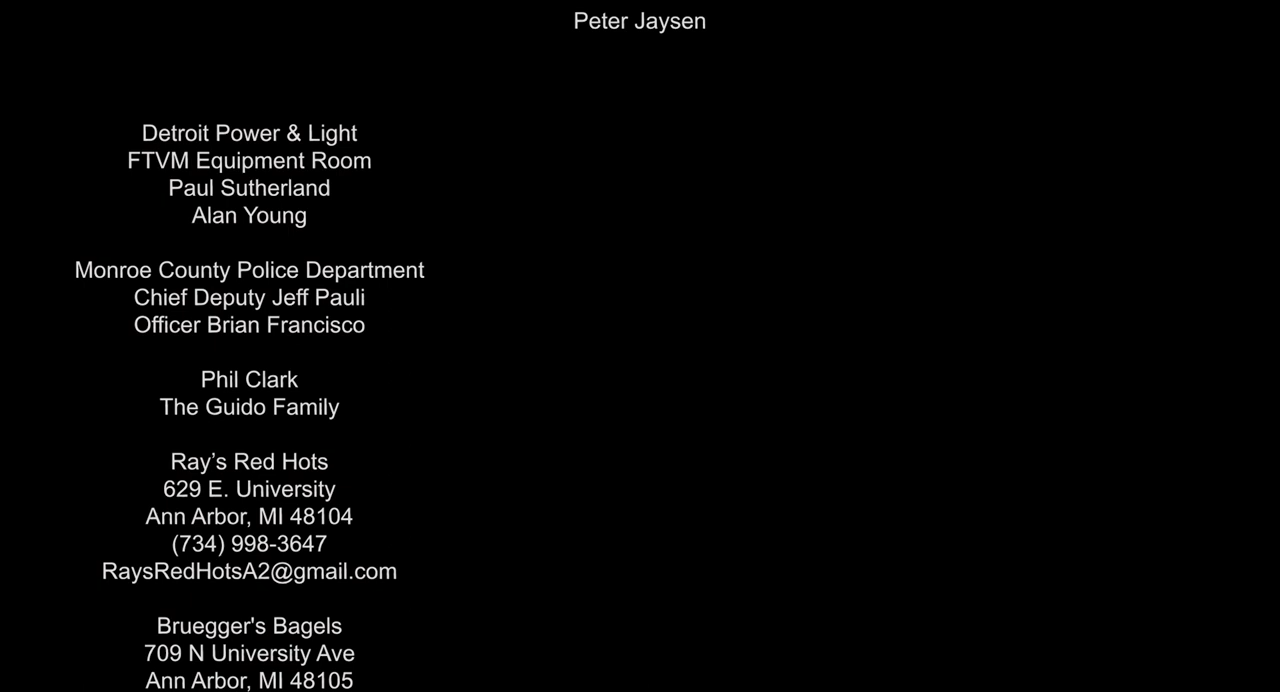 Peter Jaysen
Detroit Power & Light
FTVM Equipment Room
Paul Sutherland
Alan Young
Monroe County Police Department
Chief Deputy Jeff Pauli
Officer Brian Francisco
Phil Clark
The Guido Family
Ray’s Red Hots
629 E. University
Ann Arbor, MI 48104
(734) 998-3647
RaysRedHotsA2@gmail.com
Bruegger's Bagels
709 N University Ave
Ann Arbor, MI 48105